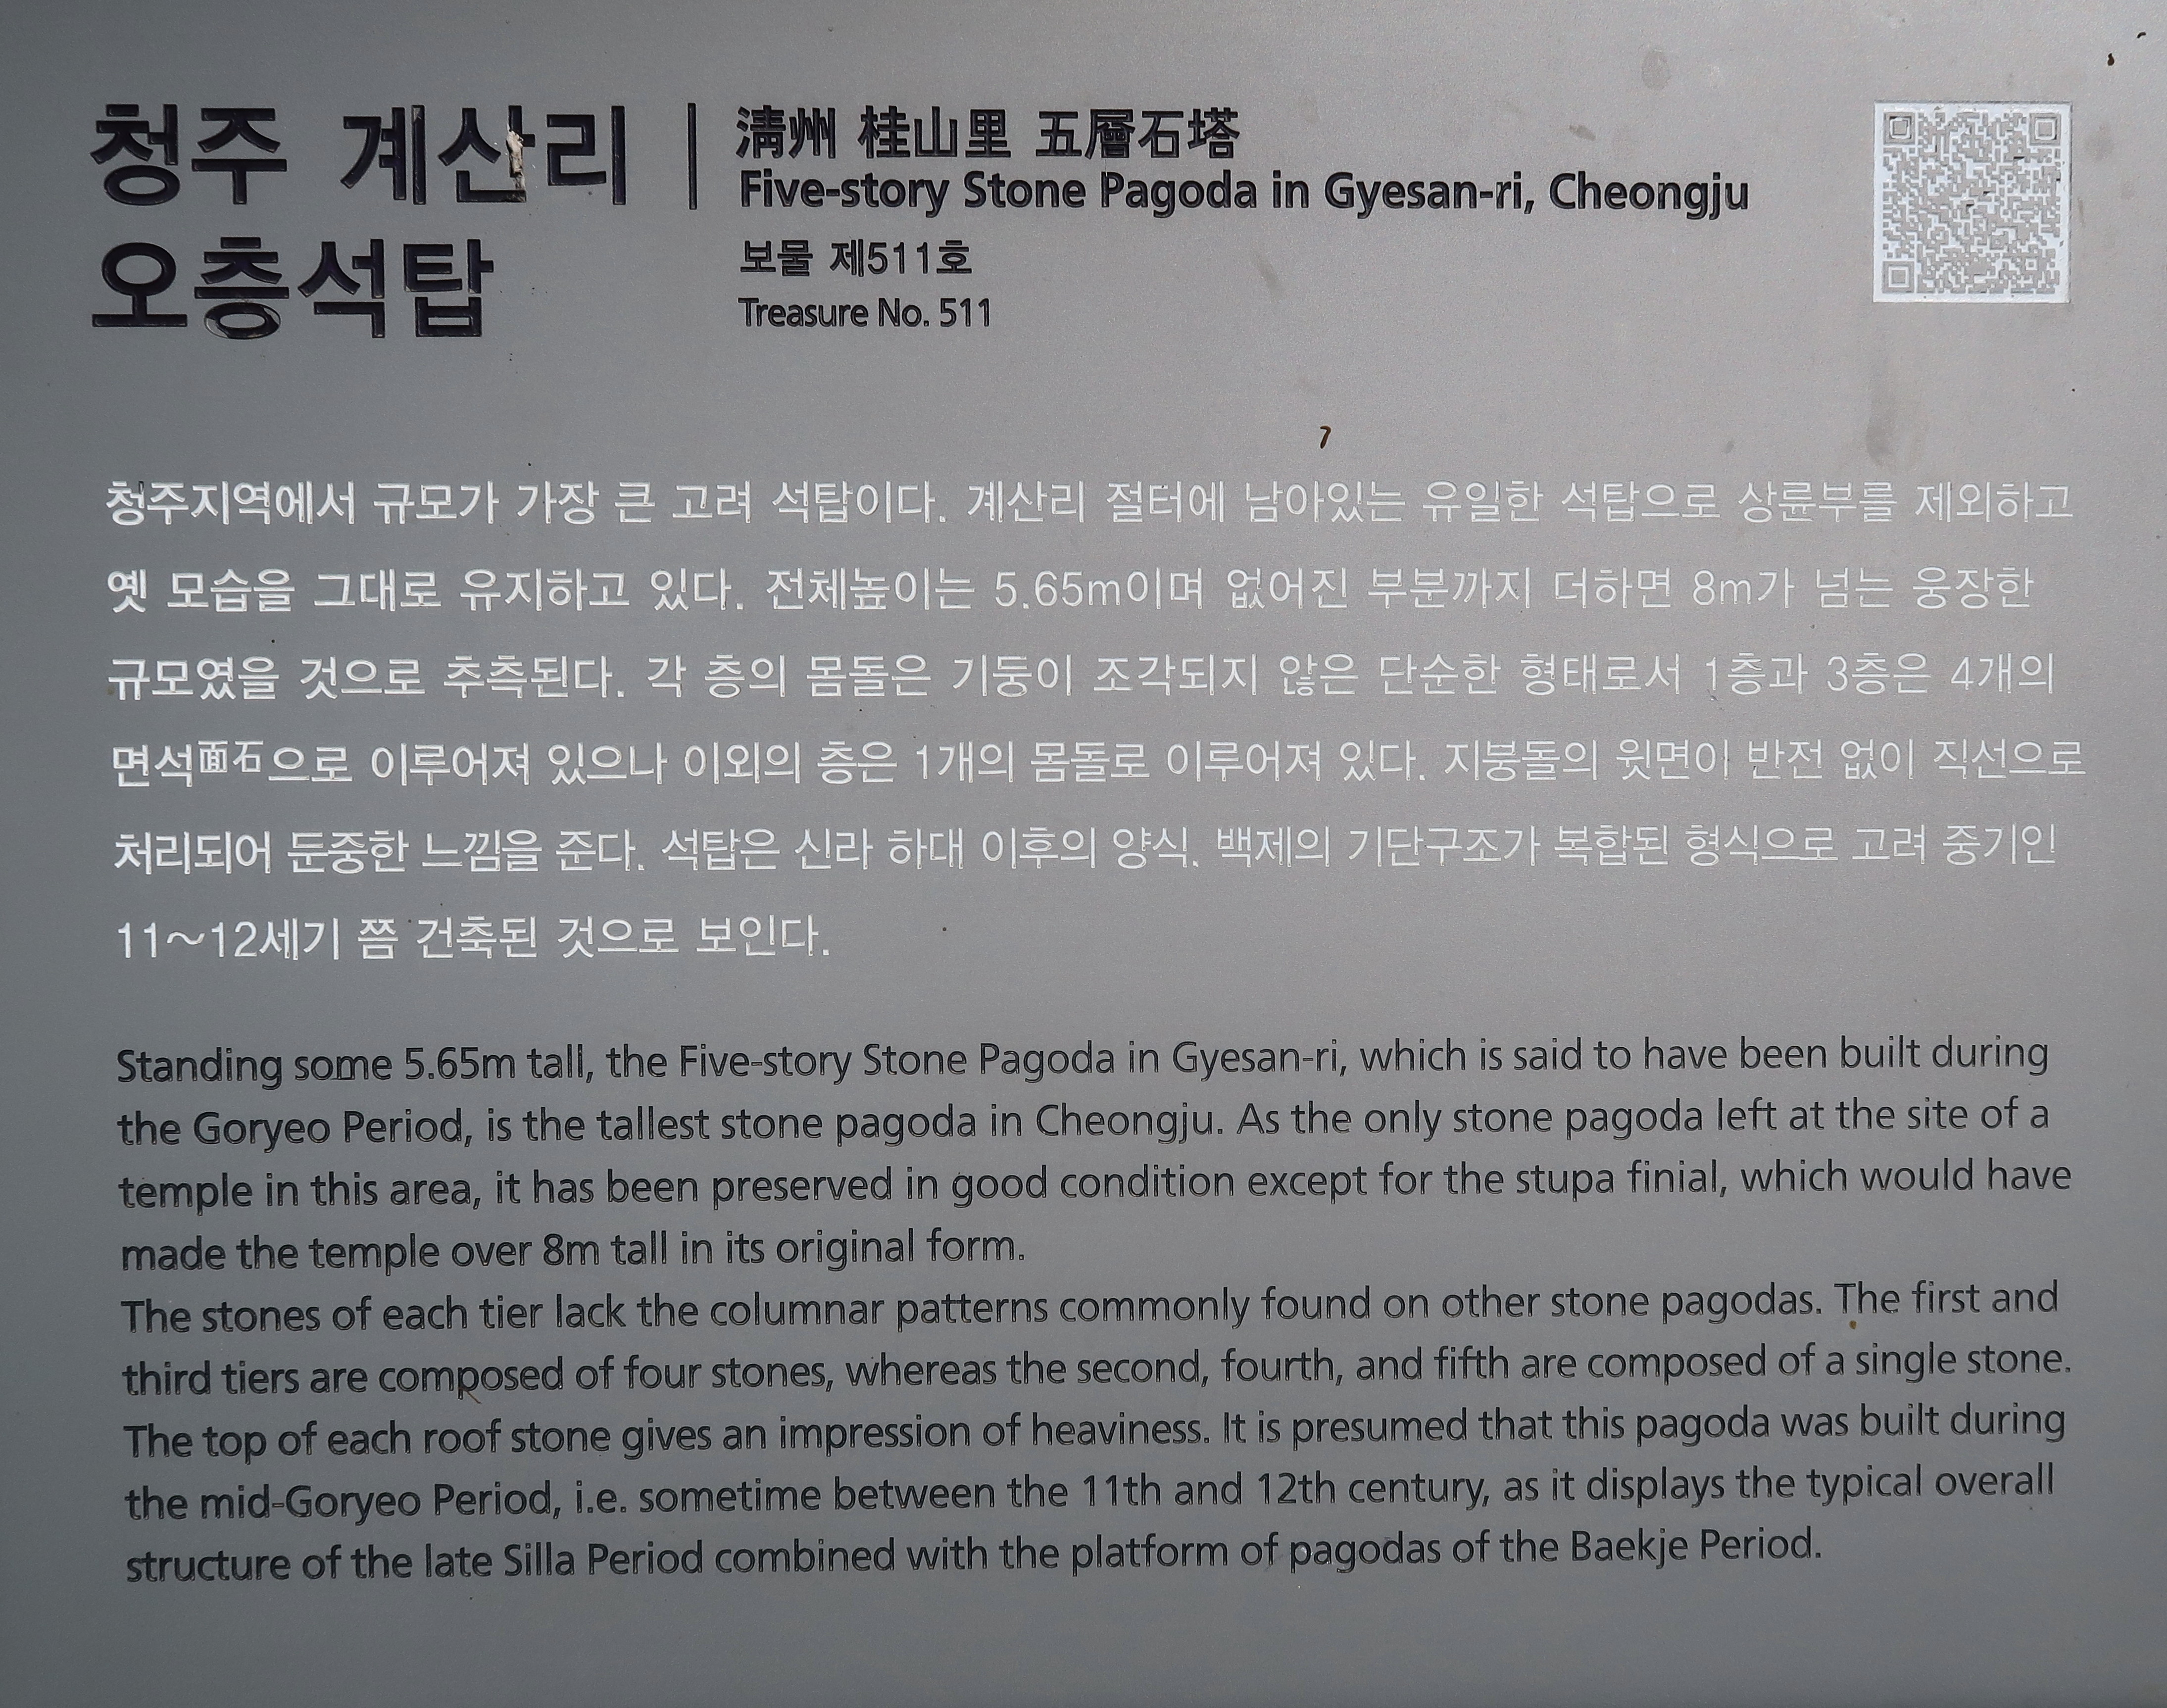 청주 계산리
오층석탑
淸州 桂山里 五層石塔
Five-story Stone Pagoda in Gyesan-ri, Cheongju
보물 제511호
Treasure No. 511
청주지역에서 규모가 가장 큰 고려 석탑이다. 계산리 절터에 남아있는 유일한 석탑으로 상륜부를 제외하고
옛 모습을 그대로 유지하고 있다. 전체높이는 5.65m이며 없어진 부분까지 더하면 8m가 넘는 웅장한
규모였을 것으로 추측된다. 각 층의 몸돌은 기둥이 조각되지 않은 단순한 형태로서 1층과 3층은 4개의
면석面石으로 이루어져 있으나 이외의 층은 1개의 몸돌로 이루어져 있다. 지붕돌의 윗면이 반전 없이 직선으로
처리되어 둔중한 느낌을 준다. 석탑은 신라 하대 이후의 양식. 백제의 기단구조가 복합된 형식으로 고려 중기인
11~12세기 쯤 건축된 것으로 보인다.
Standing some 5.65m tall, the Five-story Stone Pagoda in Gyesan-ri, which is said to have been built during
the Goryeo Period, is the tallest stone pagoda in Cheongju. As the only stone pagoda left at the site of a
temple in this area, it has been preserved in good condition except for the stupa finial, which would have
made the temple over 8m tall in its original form.
The stones of each tier lack the columnar patterns commonly found on other stone pagodas. The first and
third tiers are composed of four stones, whereas the second, fourth, and fifth are composed of a single stone.
The top of each roof stone gives an impression of heaviness. It is presumed that this pagoda was built during
the mid-Goryeo Period, i.e. sometime between the 11th and 12th century, as it displays the typical overall
structure of the late Silla Period combined with the platform of pagodas of the Baekje Period.